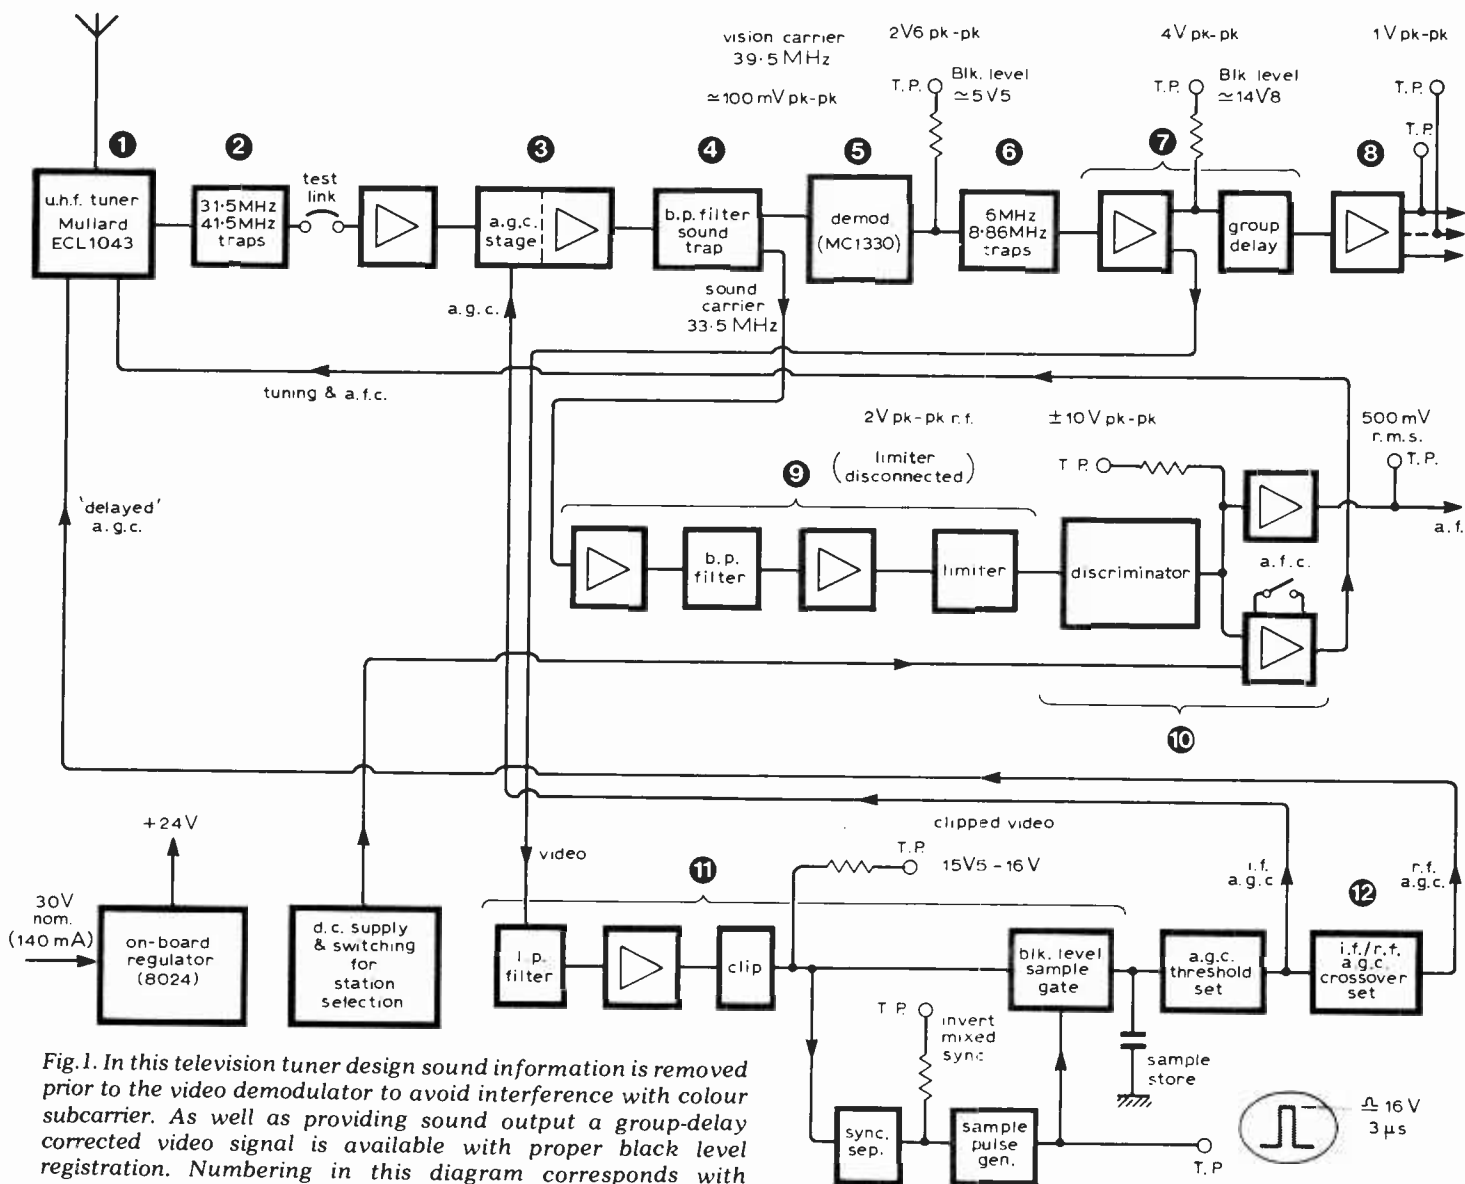 vision carrier
39·5 MHz
≃100 mV pk-pk
2V6 pk-pk
T.P.
Blk. level
≃5V5
4V pk-pk
T.P.
Blk level
≃14V8
1V pk-pk
T.P.
T.P.
1
2
3
4
5
6
7
8
u.h.f. tuner
Mullard
ECL1043
31·5MHz
41·5MHz
traps
test
link
a.g.c.
stage
b.p. filter
sound
trap
demod
(MC1330)
6MHz
8·86MHz
traps
group
delay
a.g.c.
sound
carrier
33·5 MHz
tuning & a.f.c.
2V pk-pk r.f.
±10V pk-pk
500mV
r.m.s.
T.P.
9
(limiter
disconnected)
T P.
'delayed'
a.g.c.
b.p.
filter
limiter
discriminator
a.f.
a.f.c.
10
+24V
clipped video
video
11
T.P.
15V5 - 16V
i.f.
a.g.c
12
r.f.
a.g.c.
30V
nom.
(140 mA)
on-board
regulator
(8024)
d.c. supply
& switching
for
station
selection
l.p.
filter
clip
blk. level
sample
gate
a.g.c.
threshold
set
i.f./r.f.
a.g.c.
crossover
set
T P.
invert
mixed
sync
sample
store
sync.
sep.
sample
pulse
gen.
T.P
≏ 16 V
3 µs
Fig.1. In this television tuner design sound information is removed
prior to the video demodulator to avoid interference with colour
subcarrier. As well as providing sound output a group-delay
corrected video signal is available with proper black level
registration. Numbering in this diagram corresponds with